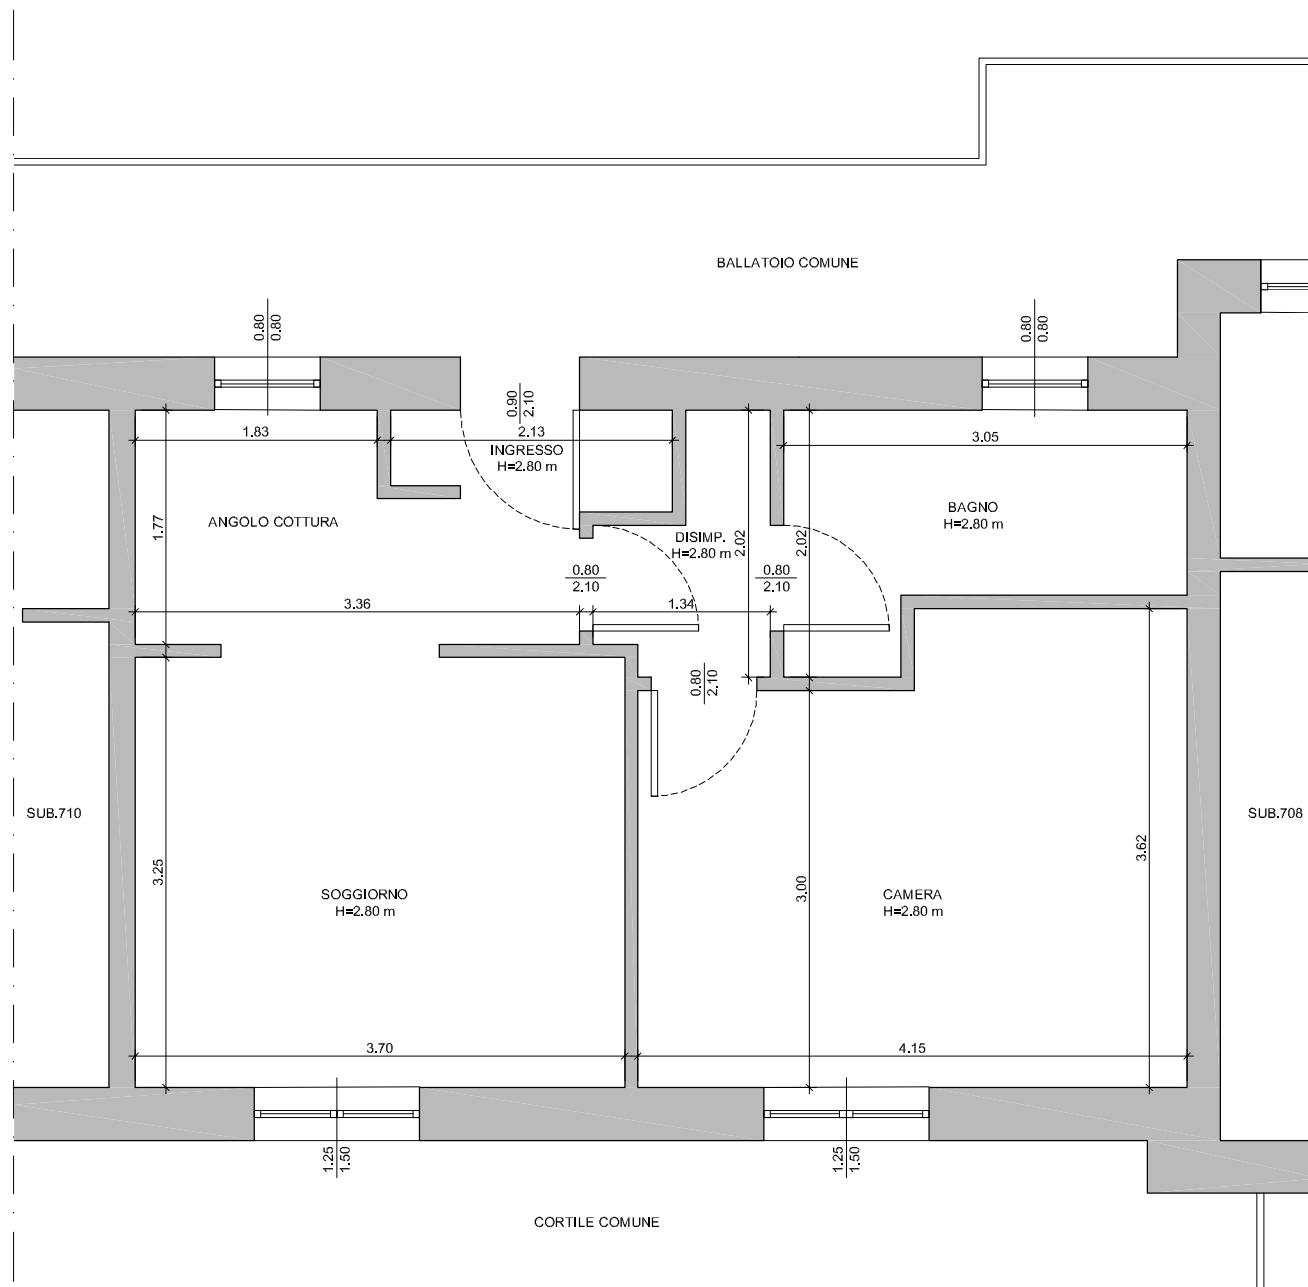 BALLATOIO COMUNE
0.80
0.80
0.80
0.80
0.90
2.10
1.83
2.13
3.05
INGRESSO
H=2.80 m
ANGOLO COTTURA
1.77
BAGNO
H=2.80 m
DISIMP.
H=2.80 m
2.02
2.02
0.80
2.10
0.80
2.10
3.36
1.34
0.80
2.10
SUB.710
SUB.708
3.25
3.00
3.62
SOGGIORNO
H=2.80 m
CAMERA
H=2.80 m
3.70
4.15
1.25
1.50
1.25
1.50
CORTILE COMUNE